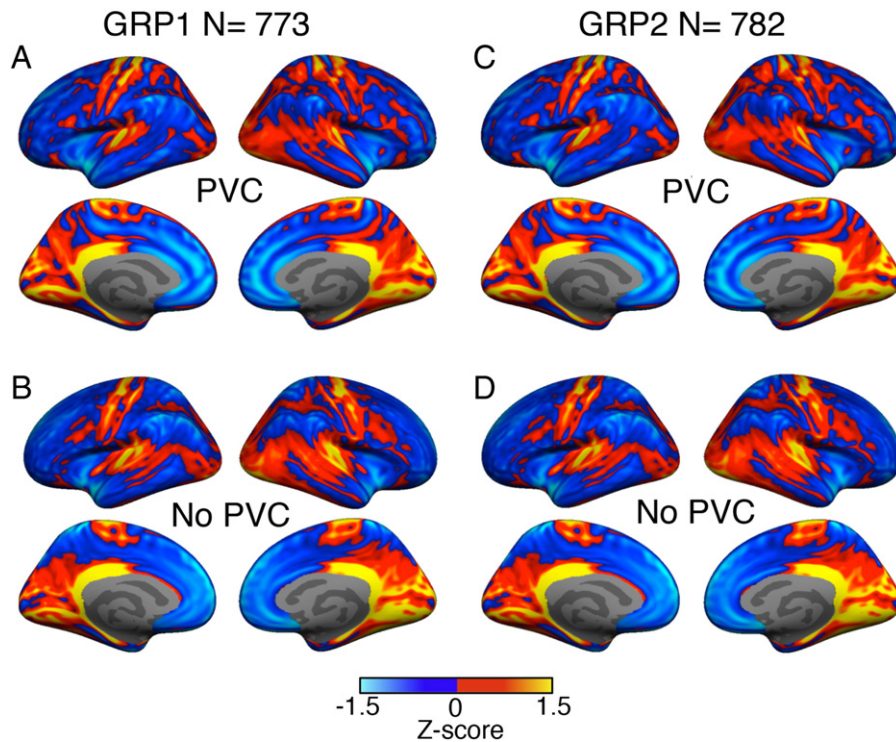 GRP1 N= 773
GRP2 N= 782
A
C
PVC
PVC
B
D
No PVC
No PVC
-1.5 0 1.5
Z-score